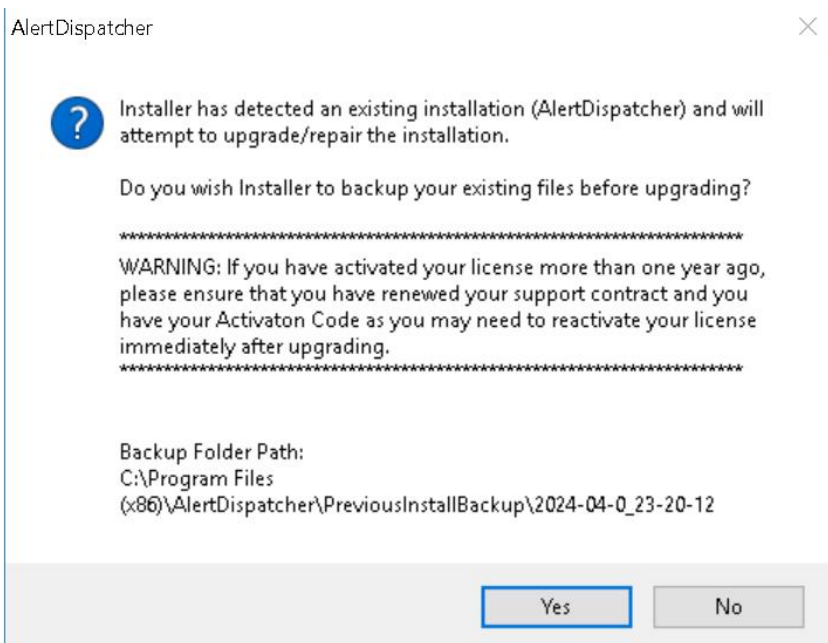 AlertDispatcher
Installer has detected an existing installation (AlertDispatcher) and will
attempt to upgrade/repair the installation.
Do you wish Installer to backup your existing files before upgrading?
**********************************************************************
WARNING: If you have activated your license more than one year ago,
please ensure that you have renewed your support contract and you
have your Activaton Code as you may need to reactivate your license
immediately after upgrading.
**********************************************************************
Backup Folder Path:
C:\Program Files
(x86)\AlertDispatcher\PreviousInstallBackup\2024-04-0_23-20-12
Yes
No